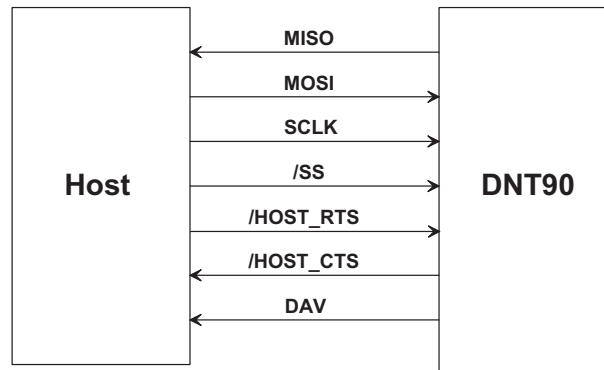 MISO
MOSI
SCLK
/SS
Host
DNT90
/HOST_RTS
/HOST_CTS
DAV